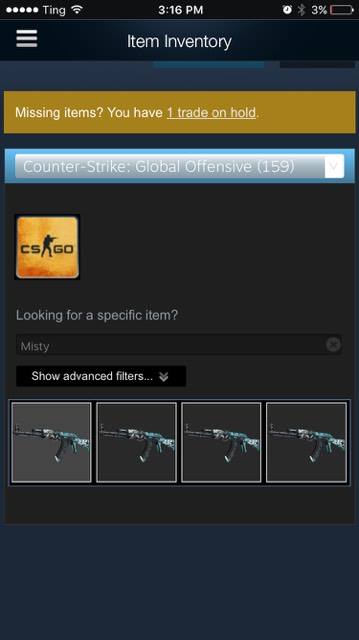 Ting 3:16 PM 3%
Item Inventory
Missing items? You have 1 trade on hold.
Counter-Strike: Global Offensive (159)
CS GO
Looking for a specific item?
Misty
Show advanced filters...